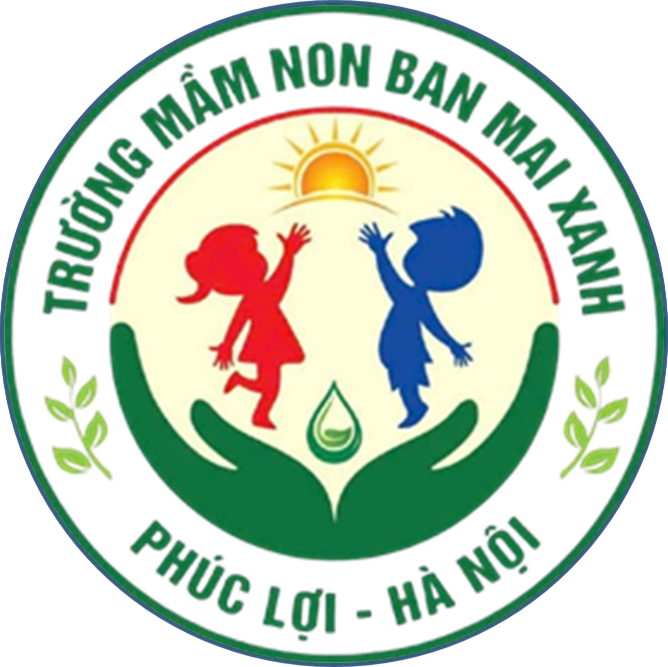 TRƯỜNG MẦM NON BAN MAI XANH
PHÚC LỢI - HÀ NỘI